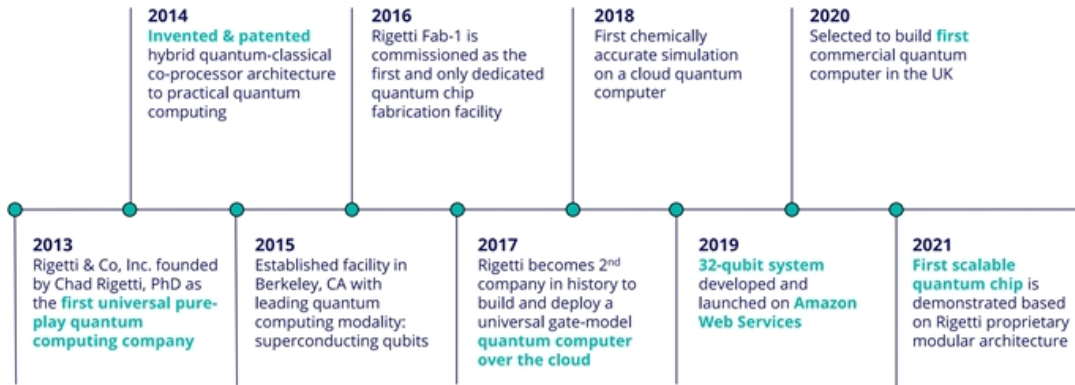 2014
Invented & patented
hybrid quantum-classical
co-processor architecture
to practical quantum
computing
2016
Rigetti Fab-1 is
commissioned as the
first and only dedicated
quantum chip
fabrication facility
2018
First chemically
accurate simulation
on a cloud quantum
computer
2020
Selected to build first
commercial quantum
computer in the UK
2013
Rigetti & Co, Inc. founded
by Chad Rigetti, PhD as
the first universal pure-
play quantum
computing company
2015
Established facility in
Berkeley, CA with
leading quantum
computing modality:
superconducting qubits
2017
Rigetti becomes 2nd
company in history to
build and deploy a
universal gate-model
quantum computer
over the cloud
2019
32-qubit system
developed and
launched on Amazon
Web Services
2021
First scalable
quantum chip is
demonstrated based
on Rigetti proprietary
modular architecture